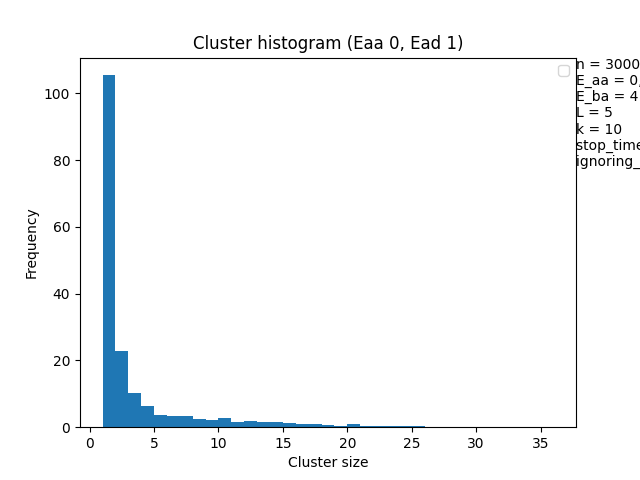 Cluster histogram (Eaa 0, Ead 1)
n = 3000
E_aa = 0,
E_ba = 4
L = 5
k = 10
stop_time
ignoring_
Frequency
100
80
60
40
20
0
0 5 10 15 20 25 30 35
Cluster size